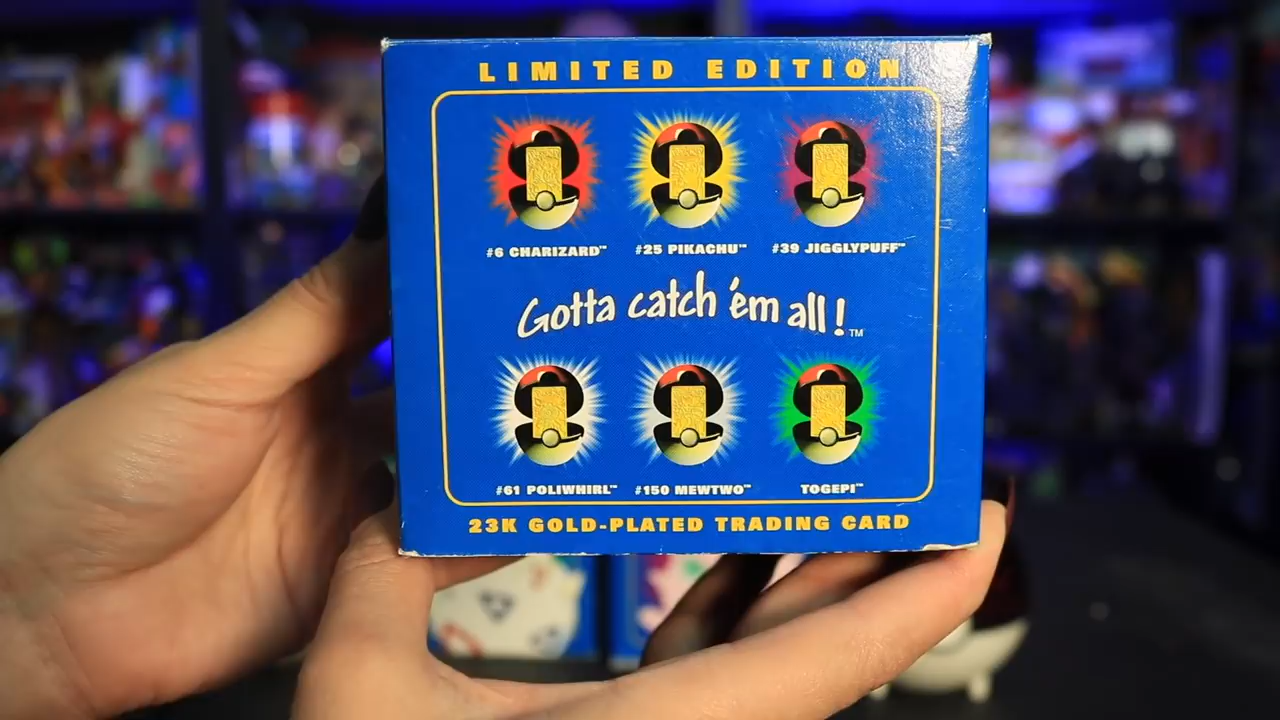 LIMITED EDITION
#6 CHARIZARD™ #25 PIKACHU™ #39 JIGGLYPUFF™
Gotta catch 'em all!™
#61 POLIWHIRL™ #150 MEWTWO™ TOGEPI™
23K GOLD-PLATED TRADING CARD